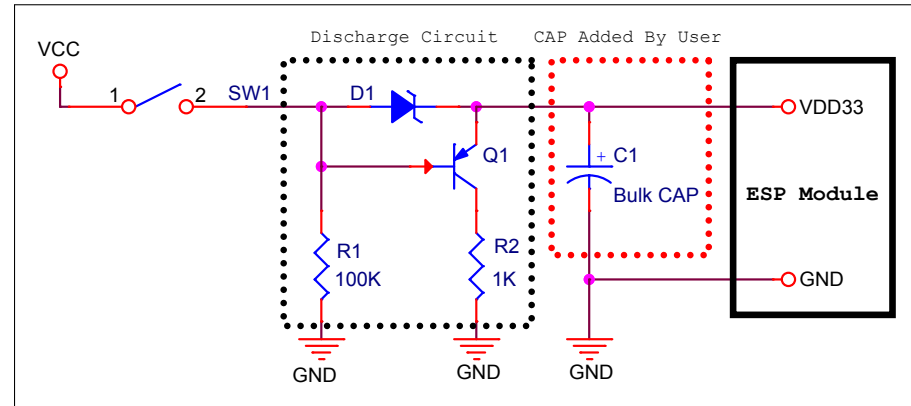 Discharge Circuit
CAP Added By User
VCC
1
2
SW1
D1
VDD33
Q1
+
C1
Bulk CAP
ESP Module
R1
100K
R2
1K
GND
GND
GND
GND